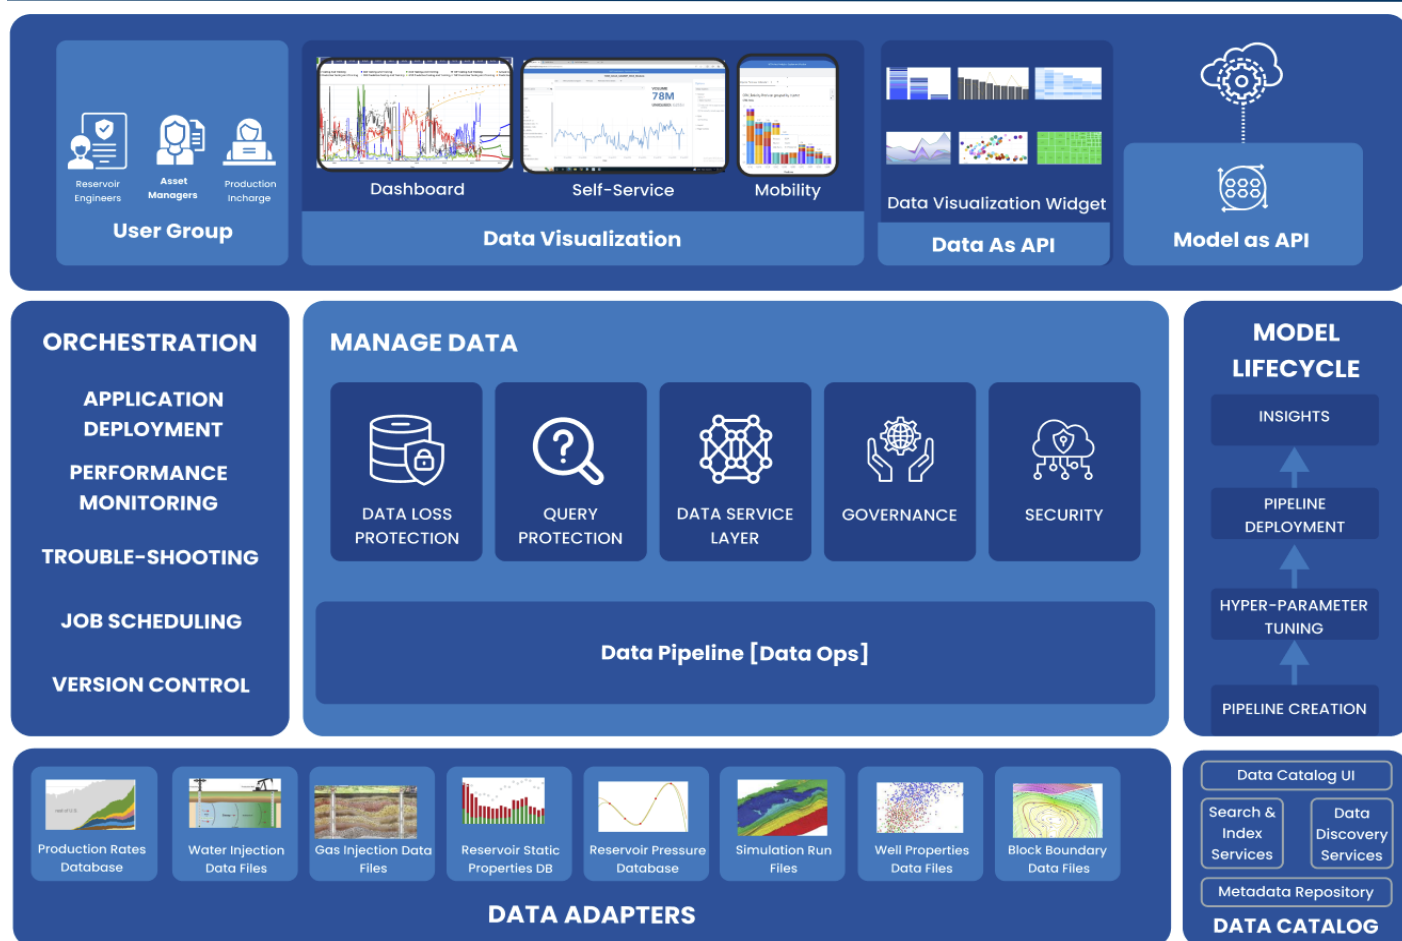 VOLUME
78M
Dashboard
Self-Service
Mobility
Reservoir
Engineers
Asset
Managers
Production
Incharge
User Group
Data Visualization
Data Visualization Widget
Data As API
Model as API
ORCHESTRATION
APPLICATION
DEPLOYMENT
PERFORMANCE
MONITORING
TROUBLE-SHOOTING
JOB SCHEDULING
VERSION CONTROL
MANAGE DATA
?
DATA LOSS
PROTECTION
QUERY
PROTECTION
DATA SERVICE
LAYER
GOVERNANCE
SECURITY
Data Pipeline [Data Ops]
MODEL
LIFECYCLE
INSIGHTS
PIPELINE
DEPLOYMENT
HYPER-PARAMETER
TUNING
PIPELINE CREATION
rest of U.S.
Production Rates
Database
Water Injection
Data Files
Gas Injection Data
Files
Reservoir Static
Properties DB
Reservoir Pressure
Database
Simulation Run
Files
Well Properties
Data Files
Block Boundary
Data Files
DATA ADAPTERS
Data Catalog UI
Search &
Index
Services
Data
Discovery
Services
Metadata Repository
DATA CATALOG